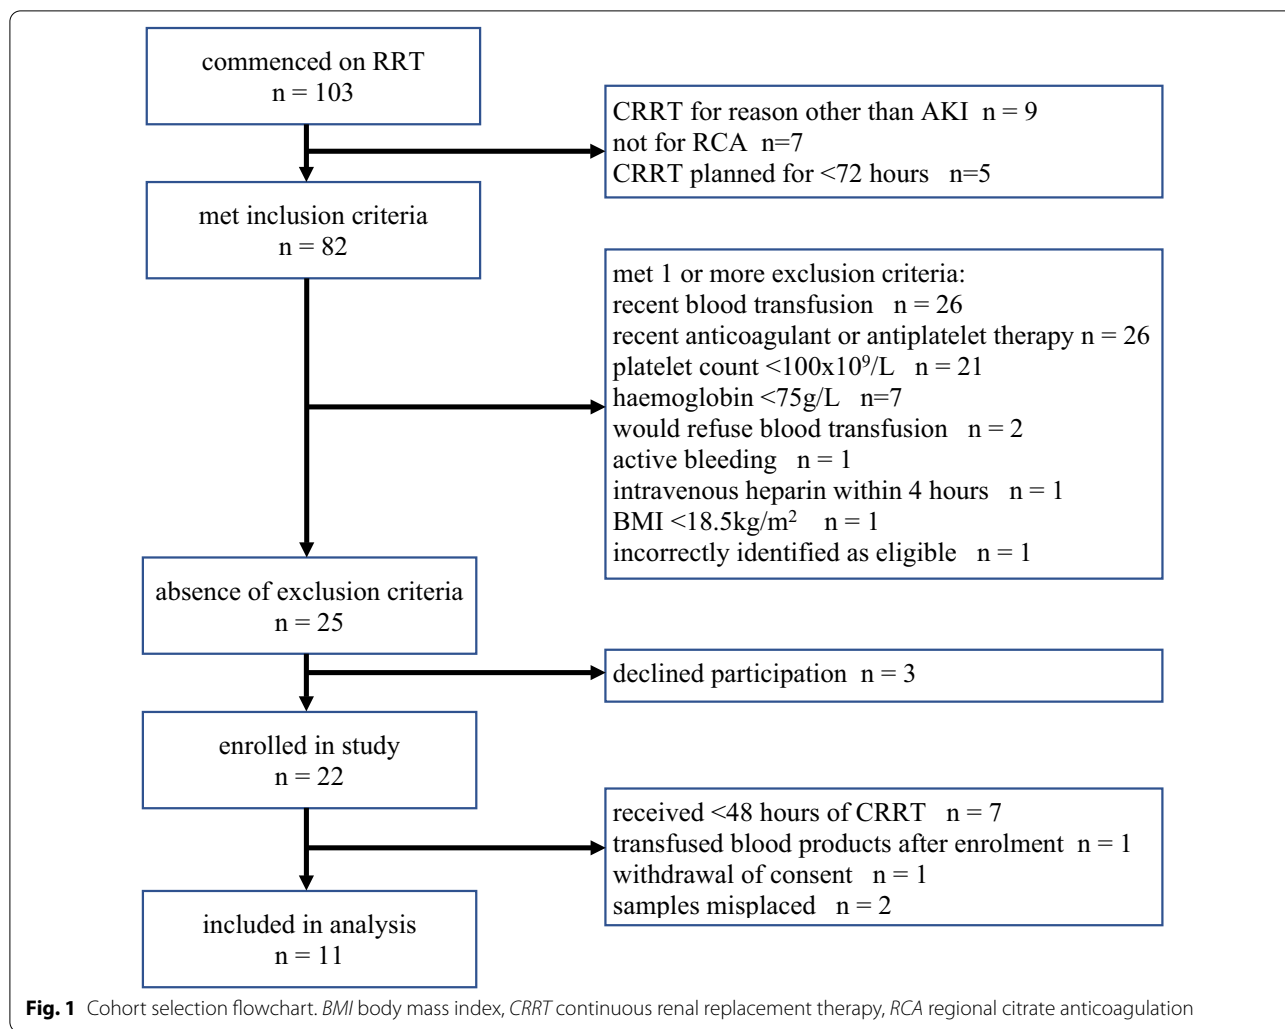 commenced on RRT
n = 103
CRRT for reason other than AKI n = 9
not for RCA n=7
CRRT planned for <72 hours n=5
met inclusion criteria
n = 82
met 1 or more exclusion criteria:
recent blood transfusion n = 26
recent anticoagulant or antiplatelet therapy n = 26
platelet count <100x10⁹/L n = 21
haemoglobin <75g/L n=7
would refuse blood transfusion n = 2
active bleeding n = 1
intravenous heparin within 4 hours n = 1
BMI <18.5kg/m² n = 1
incorrectly identified as eligible n = 1
absence of exclusion criteria
n = 25
declined participation n = 3
enrolled in study
n = 22
received <48 hours of CRRT n = 7
transfused blood products after enrolment n = 1
withdrawal of consent n = 1
samples misplaced n = 2
included in analysis
n = 11
Fig. 1 Cohort selection flowchart. BMI body mass index, CRRT continuous renal replacement therapy, RCA regional citrate anticoagulation